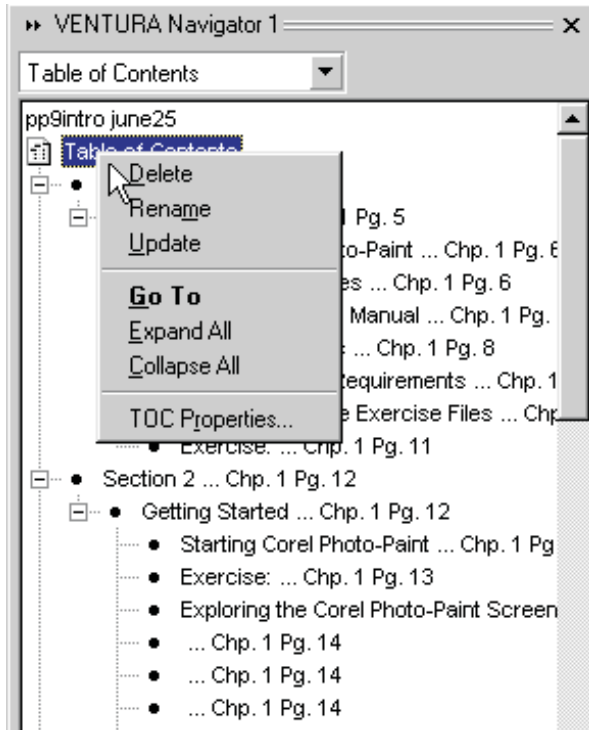 VENTURA Navigator 1
Table of Contents
pp9intro june25
Table of Contents
Delete
Rename
Update
Go To
Expand All
Collapse All
TOC Properties...
Pg. 5
to-Paint ... Chp. 1 Pg. 6
es ... Chp. 1 Pg. 6
Manual ... Chp. 1 Pg.
... Chp. 1 Pg. 8
Requirements ... Chp. 1
e Exercise Files ... Chp
Exercise: ... Chp. 1 Pg. 11
Section 2 ... Chp. 1 Pg. 12
Getting Started ... Chp. 1 Pg. 12
Starting Corel Photo-Paint ... Chp. 1 Pg
Exercise: ... Chp. 1 Pg. 13
Exploring the Corel Photo-Paint Screen
... Chp. 1 Pg. 14
... Chp. 1 Pg. 14
... Chp. 1 Pg. 14